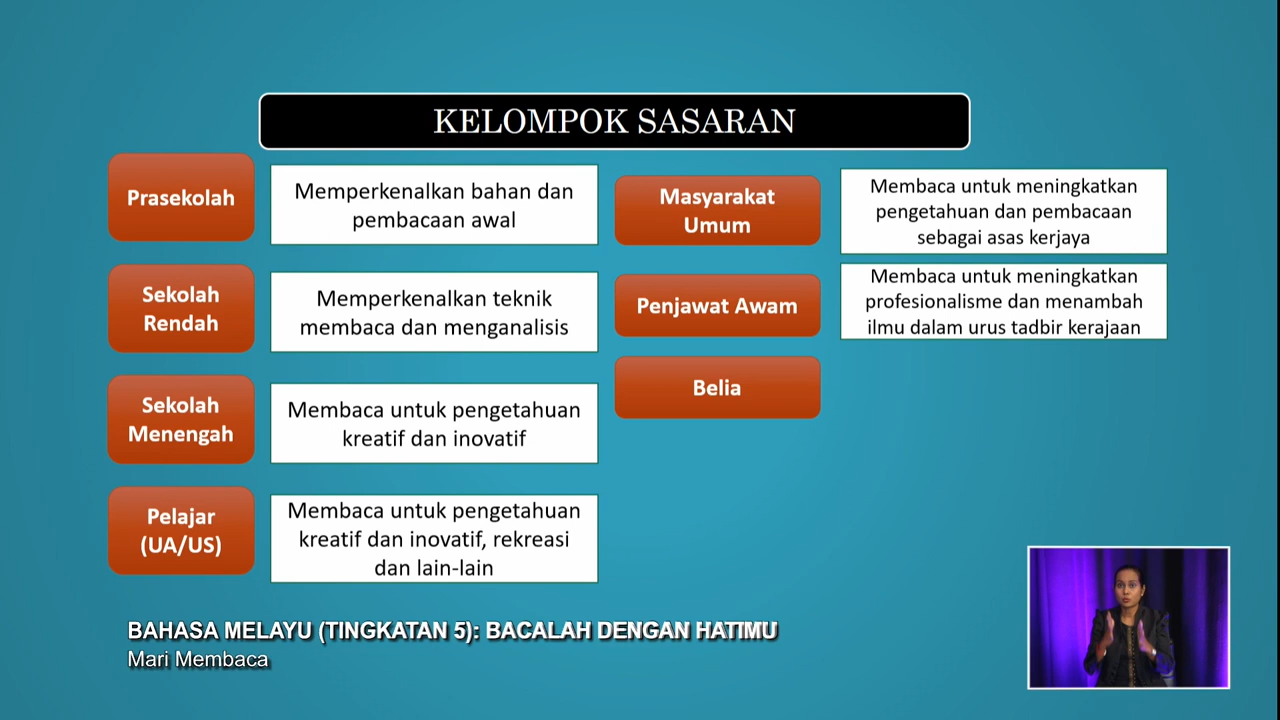 KELOMPOK SASARAN
Prasekolah
Memperkenalkan bahan dan
pembacaan awal
Sekolah
Rendah
Memperkenalkan teknik
membaca dan menganalisis
Sekolah
Menengah
Membaca untuk pengetahuan
kreatif dan inovatif
Pelajar
(UA/US)
Membaca untuk pengetahuan
kreatif dan inovatif, rekreasi
dan lain-lain
Masyarakat
Umum
Membaca untuk meningkatkan
pengetahuan dan pembacaan
sebagai asas kerjaya
Penjawat Awam
Membaca untuk meningkatkan
profesionalisme dan menambah
ilmu dalam urus tadbir kerajaan
Belia
BAHASA MELAYU (TINGKATAN 5): BACALAH DENGAN HATIMU
Mari Membaca